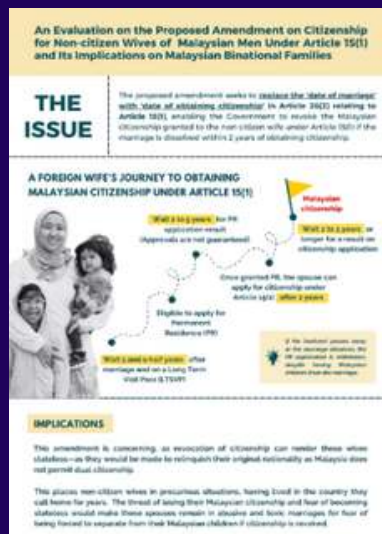 An Evaluation on the Proposed Amendment on Citizenship
for Non-citizen Wives of Malaysian Men Under Article 15(1)
and Its Implications on Malaysian Binational Families
THE
ISSUE
The proposed amendment seeks to replace the 'date of marriage'
with 'date of obtaining citizenship' in Article 26(2) relating to
Article 15(1), enabling the Government to revoke the Malaysian
citizenship granted to the non-citizen wife under Article 15(1) if the
marriage is dissolved within 2 years of obtaining citizenship.
A FOREIGN WIFE'S JOURNEY TO OBTAINING
MALAYSIAN CITIZENSHIP UNDER ARTICLE 15(1)
Malaysian
citizenship
Wait 2 to 5 years for PR
application result
(Approvals are not guaranteed)
Wait 2 to 5 years or
longer for a result on
citizenship application
Once granted PR, the spouse can
apply for citizenship under
Article 15(1) after 2 years
Eligible to apply for
Permanent
Residence (PR)
Wait 5 and a half years after
marriage and on a Long Term
Visit Pass (LTSVP)
IMPLICATIONS
This amendment is concerning, as revocation of citizenship can render these wives
stateless—as they would be made to relinquish their original nationality as Malaysia does
not permit dual citizenship.
This places non-citizen wives in precarious situations, having lived in the country they
call home for years. The threat of losing their Malaysian citizenship and fear of becoming
stateless would make these spouses remain in abusive and toxic marriages for fear of
being forced to separate from their Malaysian children if citizenship is revoked.